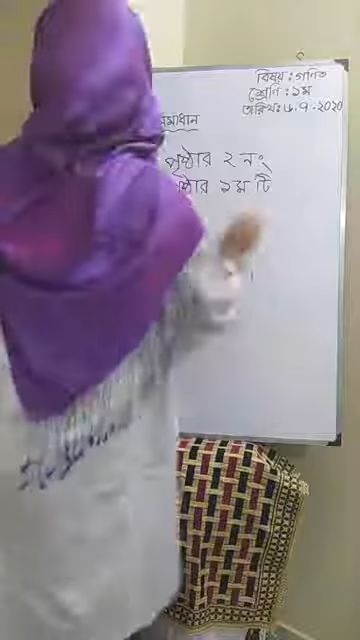 বিষয় : গণিত
শ্রেণি : ১ম
তারিখঃ ৬.৭.২০২০
সমাধান
পৃষ্ঠার ২ নং
পৃষ্ঠার ১ম টি